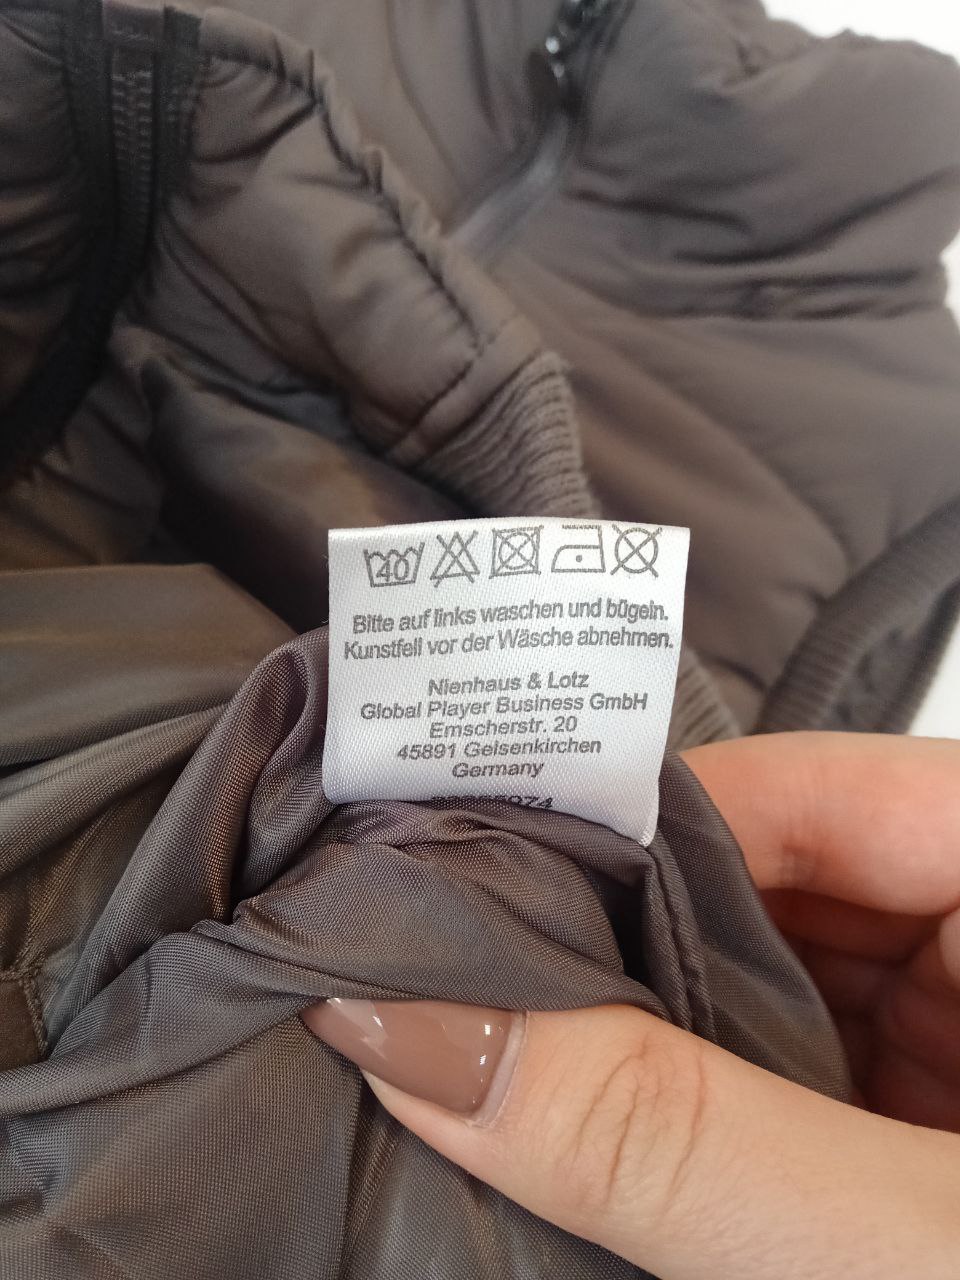 40
Bitte auf links waschen und bügeln.
Kunstfell vor der Wäsche abnehmen.
Nienhaus & Lotz
Global Player Business GmbH
Emscherstr. 20
45891 Gelsenkirchen
Germany